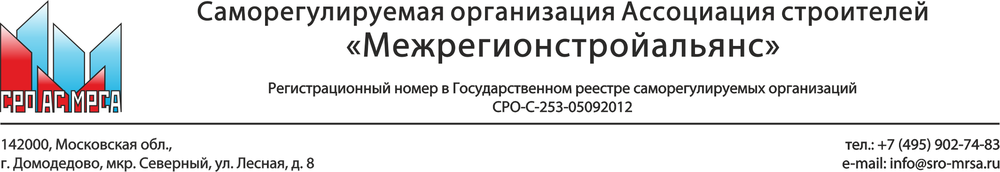 Саморегулируемая организация Ассоциация строителей
«Межрегионстройальянс»
Регистрационный номер в Государственном реестре саморегулируемых организаций
СРО-С-253-05092012
СРО АС МРСА
142000, Московская обл.,
г. Домодедово, мкр. Северный, ул. Лесная, д. 8
тел.: +7 (495) 902-74-83
e-mail: info@sro-mrsa.ru